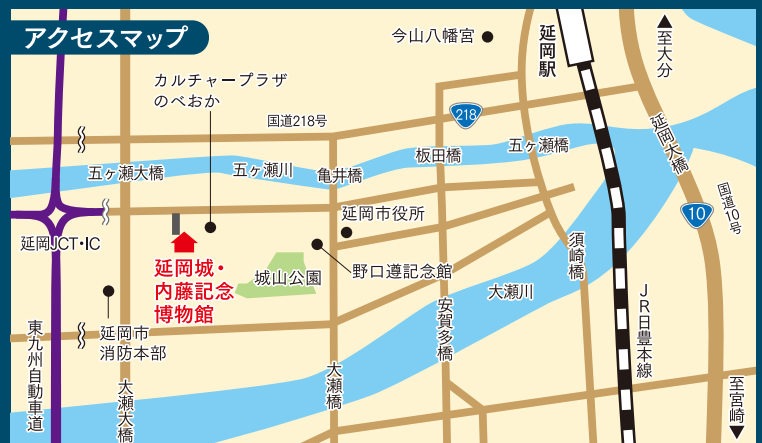 アクセスマップ
今山八幡宮
延岡駅
▲至大分
カルチャープラザ
のべおか
国道218号
218
五ヶ瀬大橋
五ヶ瀬川
亀井橋
板田橋
五ヶ瀬橋
延岡大橋
国道10号
10
延岡JCT・IC
延岡市役所
延岡城・
内藤記念
博物館
城山公園
野口遵記念館
須崎橋
大瀬川
安賀多橋
JR日豊本線
延岡市
消防本部
東九州自動車道
大瀬大橋
大瀬橋
至宮崎▼